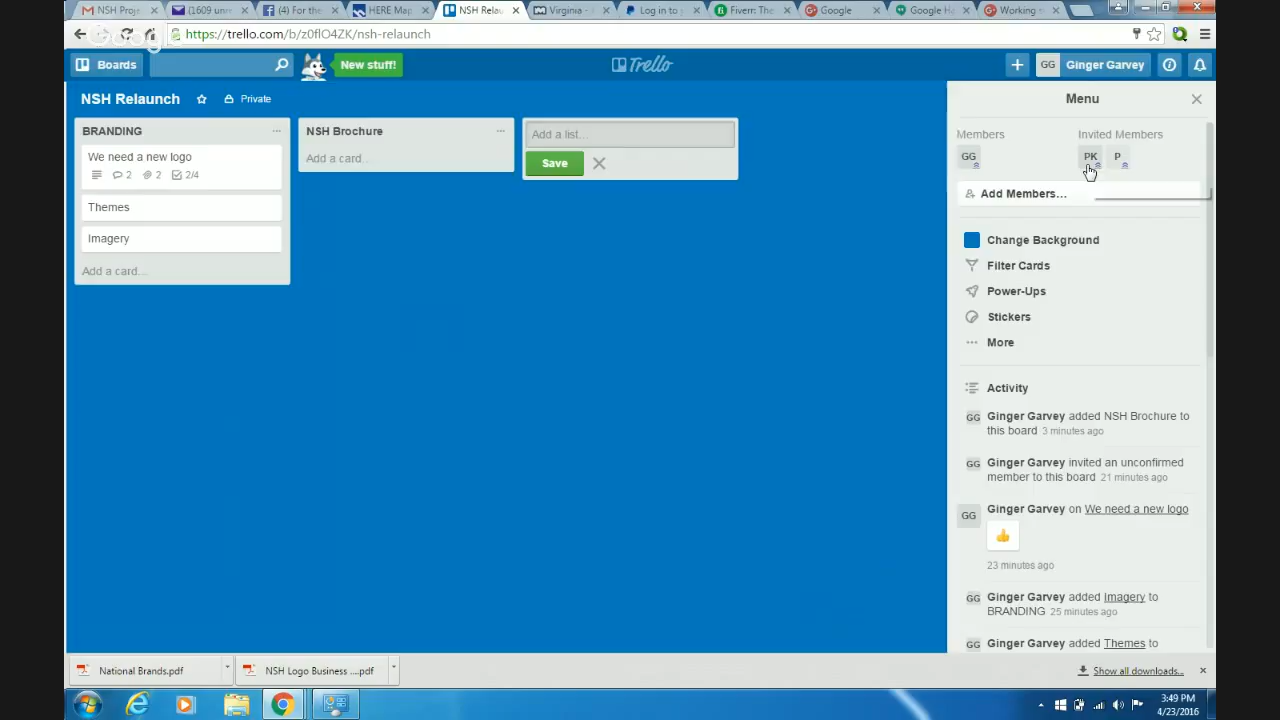 NSH Proje
(1609 unre
(4) For the
HERE Map
NSH Relau
Virginia -
Log in to
Fiverr: The
Google
Google Ha
Working
https://trello.com/b/z0flO4ZK/nsh-relaunch
Google
Boards
New stuff!
Trello
GG
Ginger Garvey
NSH Relaunch
Private
BRANDING
We need a new logo
2
2
2/4
Themes
Imagery
Add a card...
NSH Brochure
Add a card...
Add a list...
Save
Menu
Members
Invited Members
GG
PK
P
Add Members...
Change Background
Filter Cards
Power-Ups
Stickers
More
Activity
GG
Ginger Garvey added NSH Brochure to
this board 3 minutes ago
GG
Ginger Garvey invited an unconfirmed
member to this board 21 minutes ago
GG
Ginger Garvey on We need a new logo
23 minutes ago
GG
Ginger Garvey added Imagery to
BRANDING 25 minutes ago
GG
Ginger Garvey added Themes to
National Brands.pdf
NSH Logo Business ....pdf
Show all downloads...
3:49 PM
4/23/2016